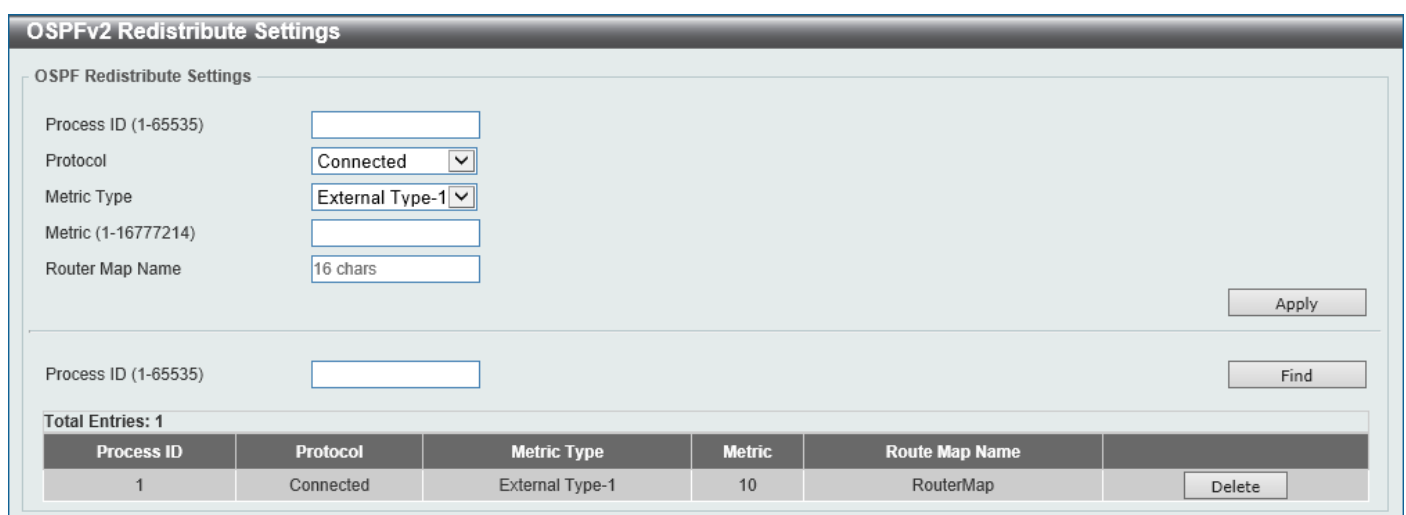 OSPFv2 Redistribute Settings
OSPF Redistribute Settings
Process ID (1-65535)
Protocol Connected
Metric Type External Type-1
Metric (1-16777214)
Router Map Name 16 chars
Apply
Process ID (1-65535) Find
Total Entries: 1
Process ID Protocol Metric Type Metric Route Map Name
1 Connected External Type-1 10 RouterMap Delete